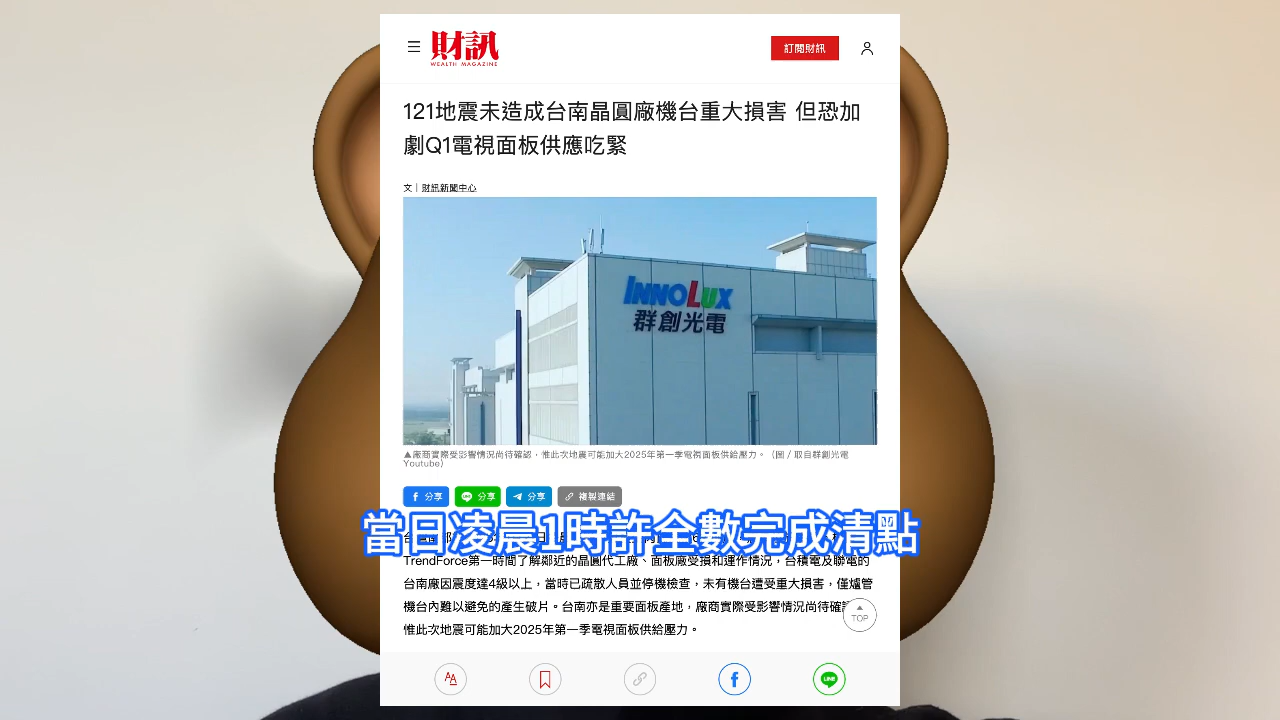 財訊
WEALTH MAGAZINE
訂閱財訊
121地震未造成台南晶圓廠機台重大損害 但恐加
劇Q1電視面板供應吃緊
文｜財訊新聞中心
INNOLUX
群創光電
▲廠商實際受影響情況尚待確認，惟此次地震可能加大2025年第一季電視面板供給壓力。（圖／取自群創光電
Youtube）
分享
分享
分享
複製連結
當日凌晨1時許全數完成清點
TrendForce第一時間了解鄰近的晶圓代工廠、面板廠受損和運作情況，台積電及聯電的
台南廠因震度達4級以上，當時已疏散人員並停機檢查，未有機台遭受重大損害，僅爐管
機台內難以避免的產生破片。台南亦是重要面板產地，廠商實際受影響情況尚待確
惟此次地震可能加大2025年第一季電視面板供給壓力。
TOP
AA
LINE